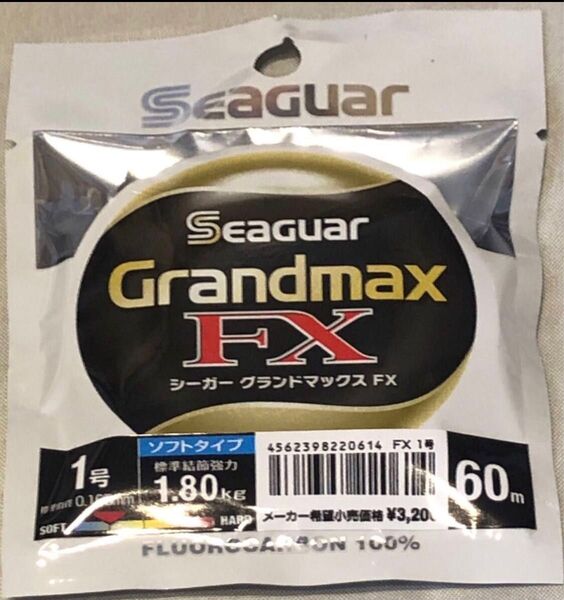 Seaguar
Seaguar
Grandmax
FX
シーガー グランドマックス FX
1号
ソフトタイプ
標準結節強力
1.80kg
4562398220614 FX 1号
メーカー希望小売価格 ¥3,20
60m
SOFT HARD
FLUOROCARBON 100%